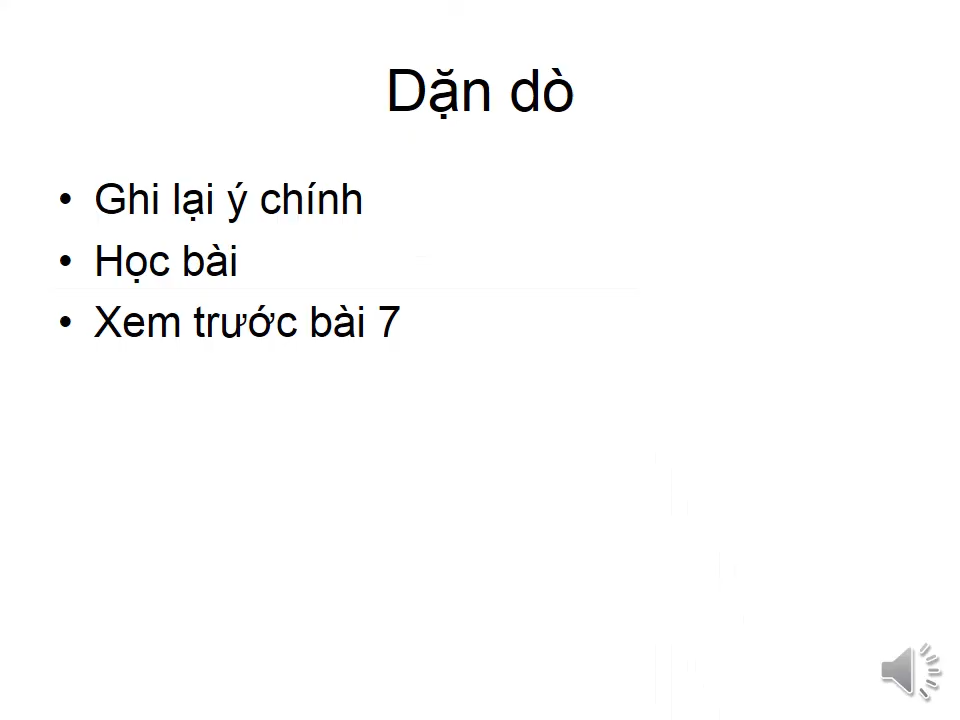 Dặn dò
• Ghi lại ý chính
• Học bài
• Xem trước bài 7